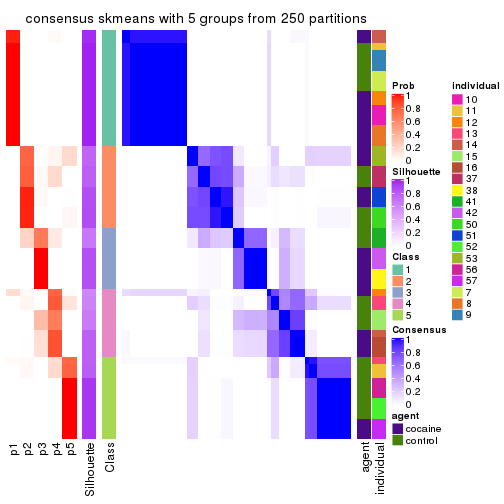 consensus skmeans with 5 groups from 250 partitions
Prob
1
0.8
0.6
0.4
0.2
0
Silhouette
1
0.8
0.6
0.4
0.2
0
Class
1
2
3
4
5
Consensus
1
0.8
0.6
0.4
0.2
0
agent
cocaine
control
individual
10
11
12
13
14
15
16
37
38
41
42
50
51
52
53
56
57
7
8
9
p1
p2
p3
p4
p5
Silhouette
Class
agent
individual